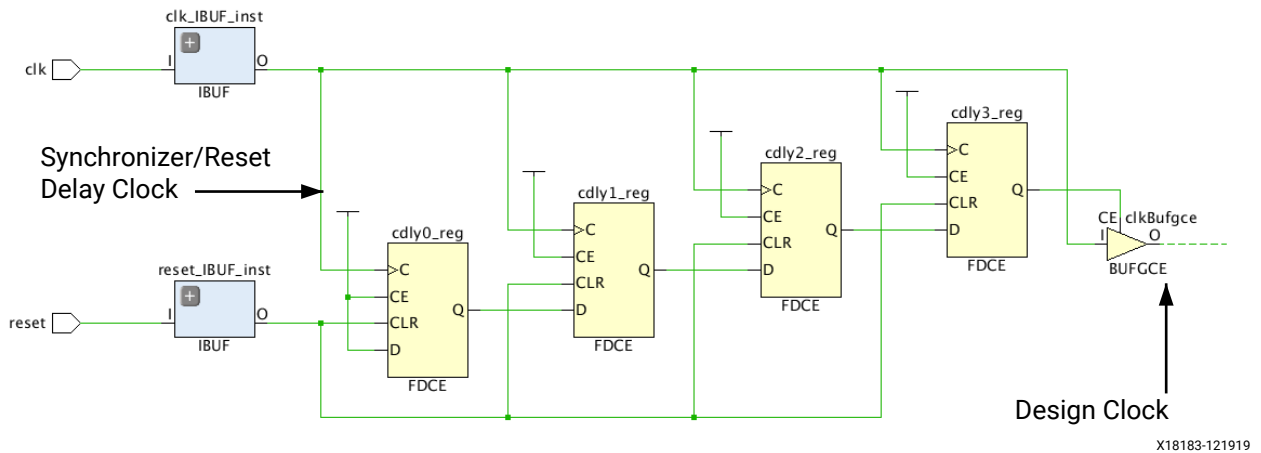 clk_IBUF_inst
clk
I
O
IBUF
Synchronizer/Reset
Delay Clock
reset_IBUF_inst
reset
I
O
IBUF
cdly0_reg
C
CE
CLR
D
Q
FDCE
cdly1_reg
C
CE
CLR
D
Q
FDCE
cdly2_reg
C
CE
CLR
D
Q
FDCE
cdly3_reg
C
CE
CLR
D
Q
FDCE
CE clkBufgce
I
O
BUFGCE
Design Clock
X18183-121919